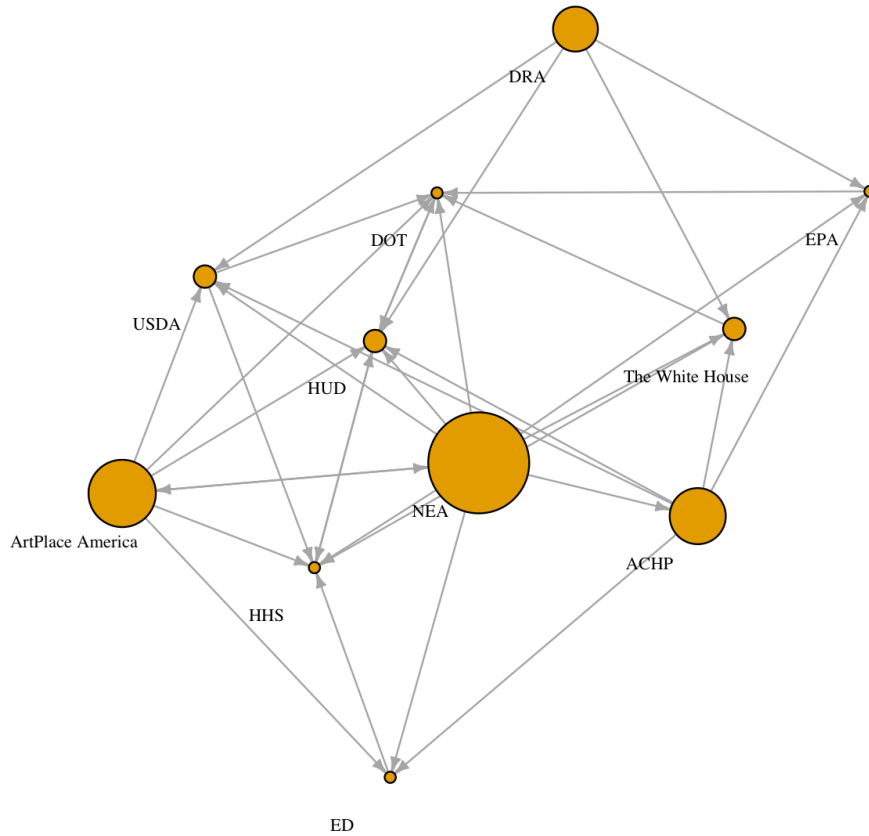 DRA
DOT
EPA
USDA
HUD
The White House
NEA
ArtPlace America
ACHP
HHS
ED